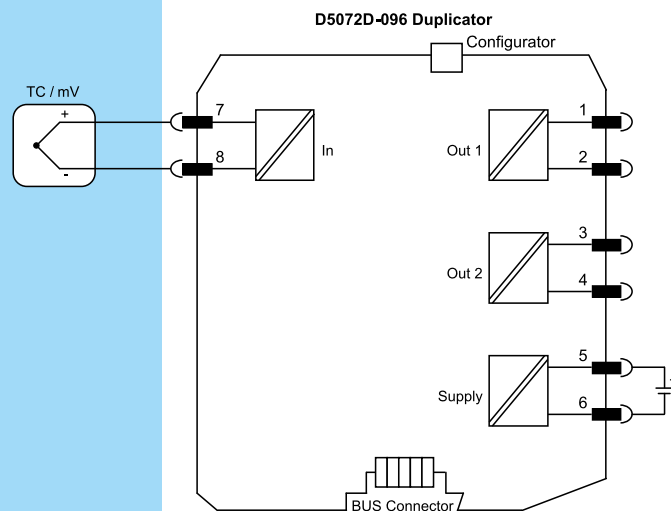 D5072D-096 Duplicator
Configurator
TC / mV
+
-
7
8
In
1
2
Out 1
3
4
Out 2
5
6
Supply
BUS Connector